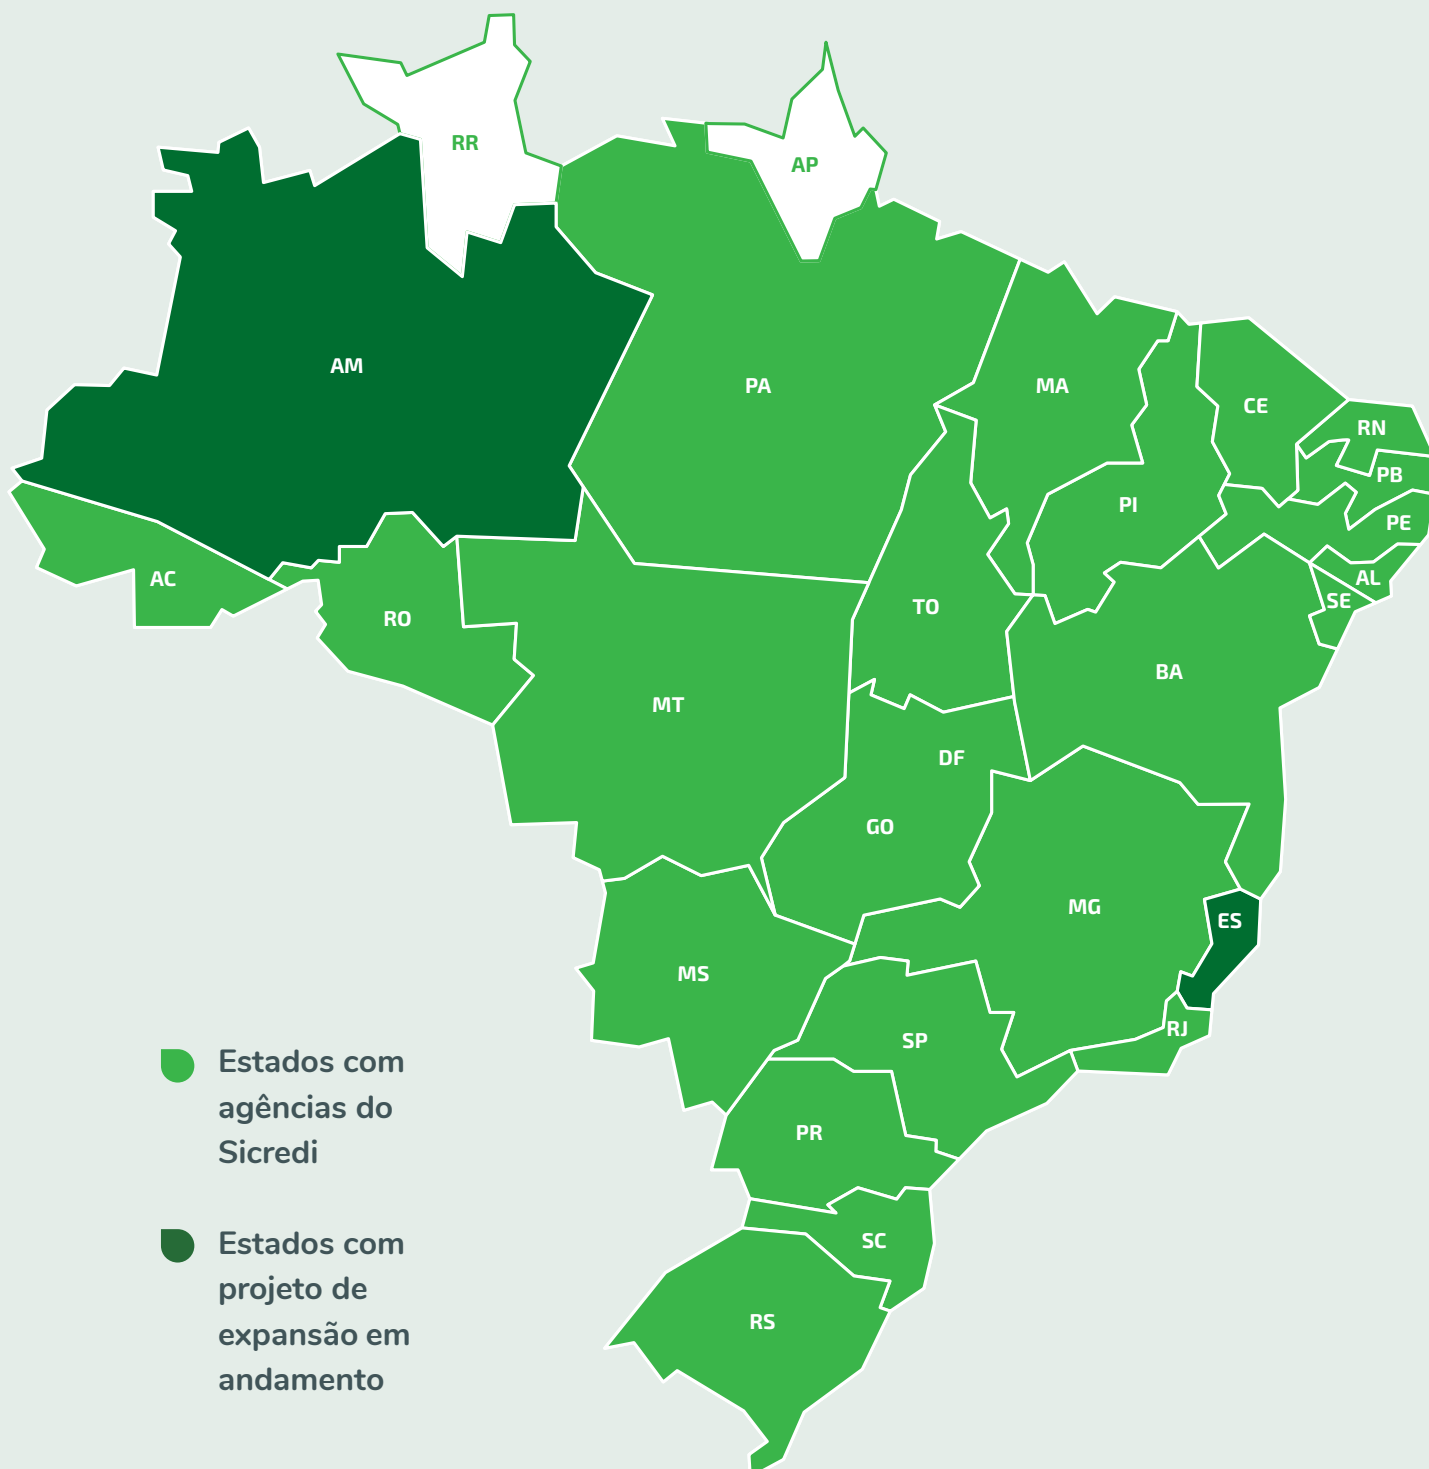 RR
AP
AM
PA
MA
CE
RN
PB
PI
PE
AC
AL
SE
TO
RO
BA
MT
DF
GO
MG
ES
MS
RJ
SP
Estados com
agências do
Sicredi
PR
SC
Estados com
projeto de
expansão em
andamento
RS